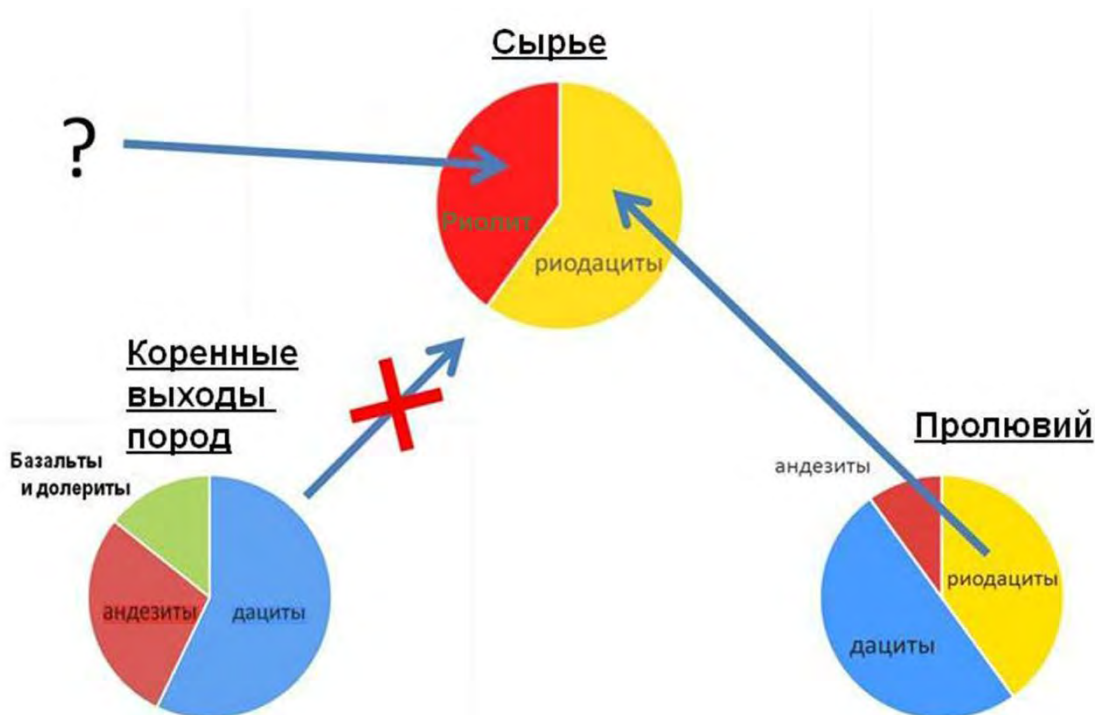 Сырье
?
Риолит
риодациты
Коренные
выходы
пород
Базальты
и долериты
андезиты
дациты
Пролювий
андезиты
риодациты
дациты